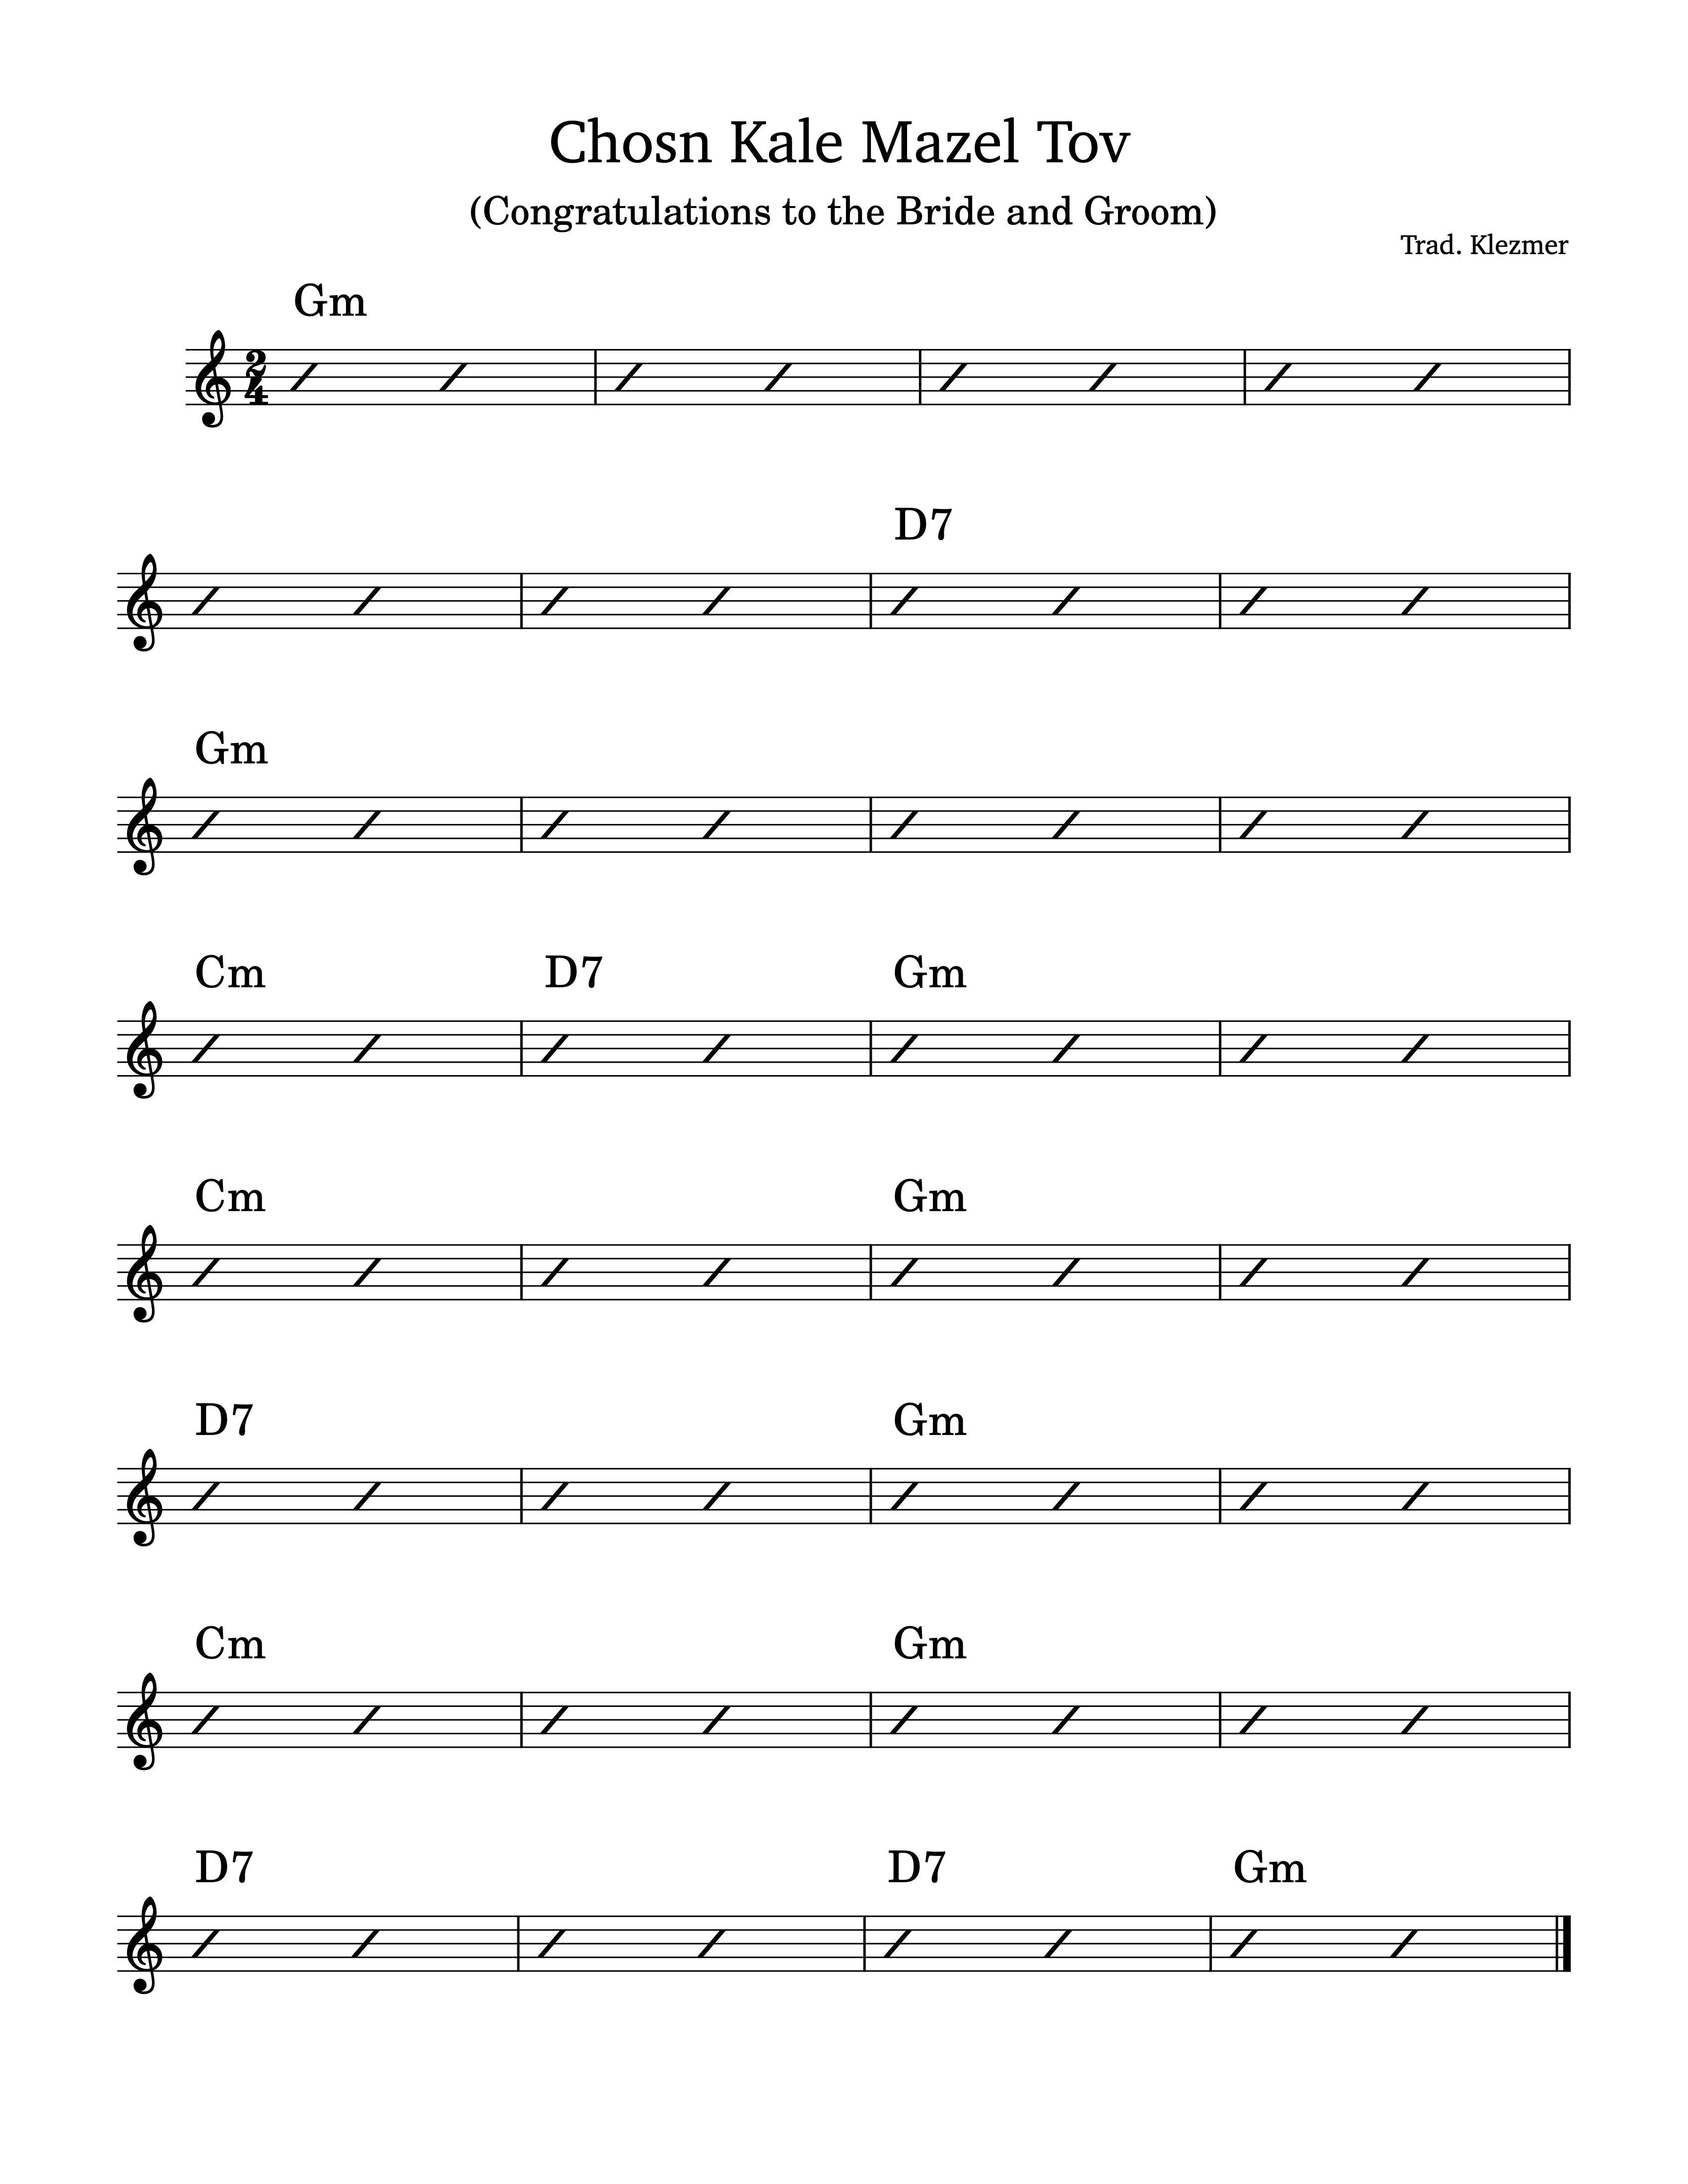 Chosn Kale Mazel Tov
(Congratulations to the Bride and Groom)
Trad. Klezmer
Gm
2
4
D7
Gm
Cm D7 Gm
Cm Gm
D7 Gm
Cm Gm
D7 D7 Gm